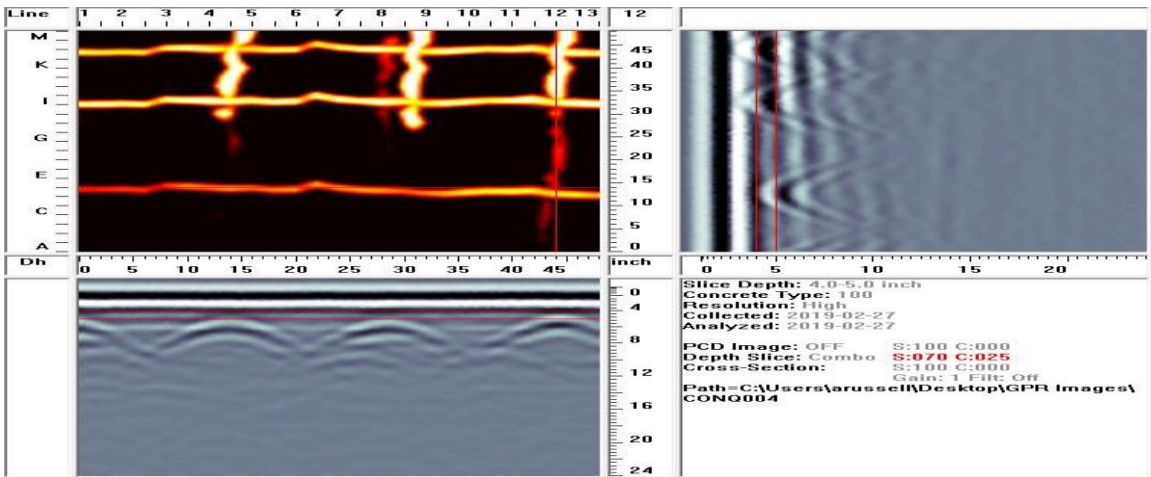 Line 1 2 3 4 5 6 7 8 9 10 11 12 13 12
M
K
I
G
E
C
A
45
40
35
30
25
20
15
10
5
0
Dh 0 5 10 15 20 25 30 35 40 45 inch 0 5 10 15 20
0
4
8
12
16
20
24
Slice Depth: 4.0-5.0 inch
Concrete Type: 100
Resolution: High
Collected: 2019-02-27
Analyzed: 2019-02-27
PCD Image: OFF S:100 C:000
Depth Slice: Combo S:070 C:025
Cross-Section: S:100 C:000
Gain: 1 Filt: Off
Path=C:\Users\arussell\Desktop\GPR Images\
CONQ004